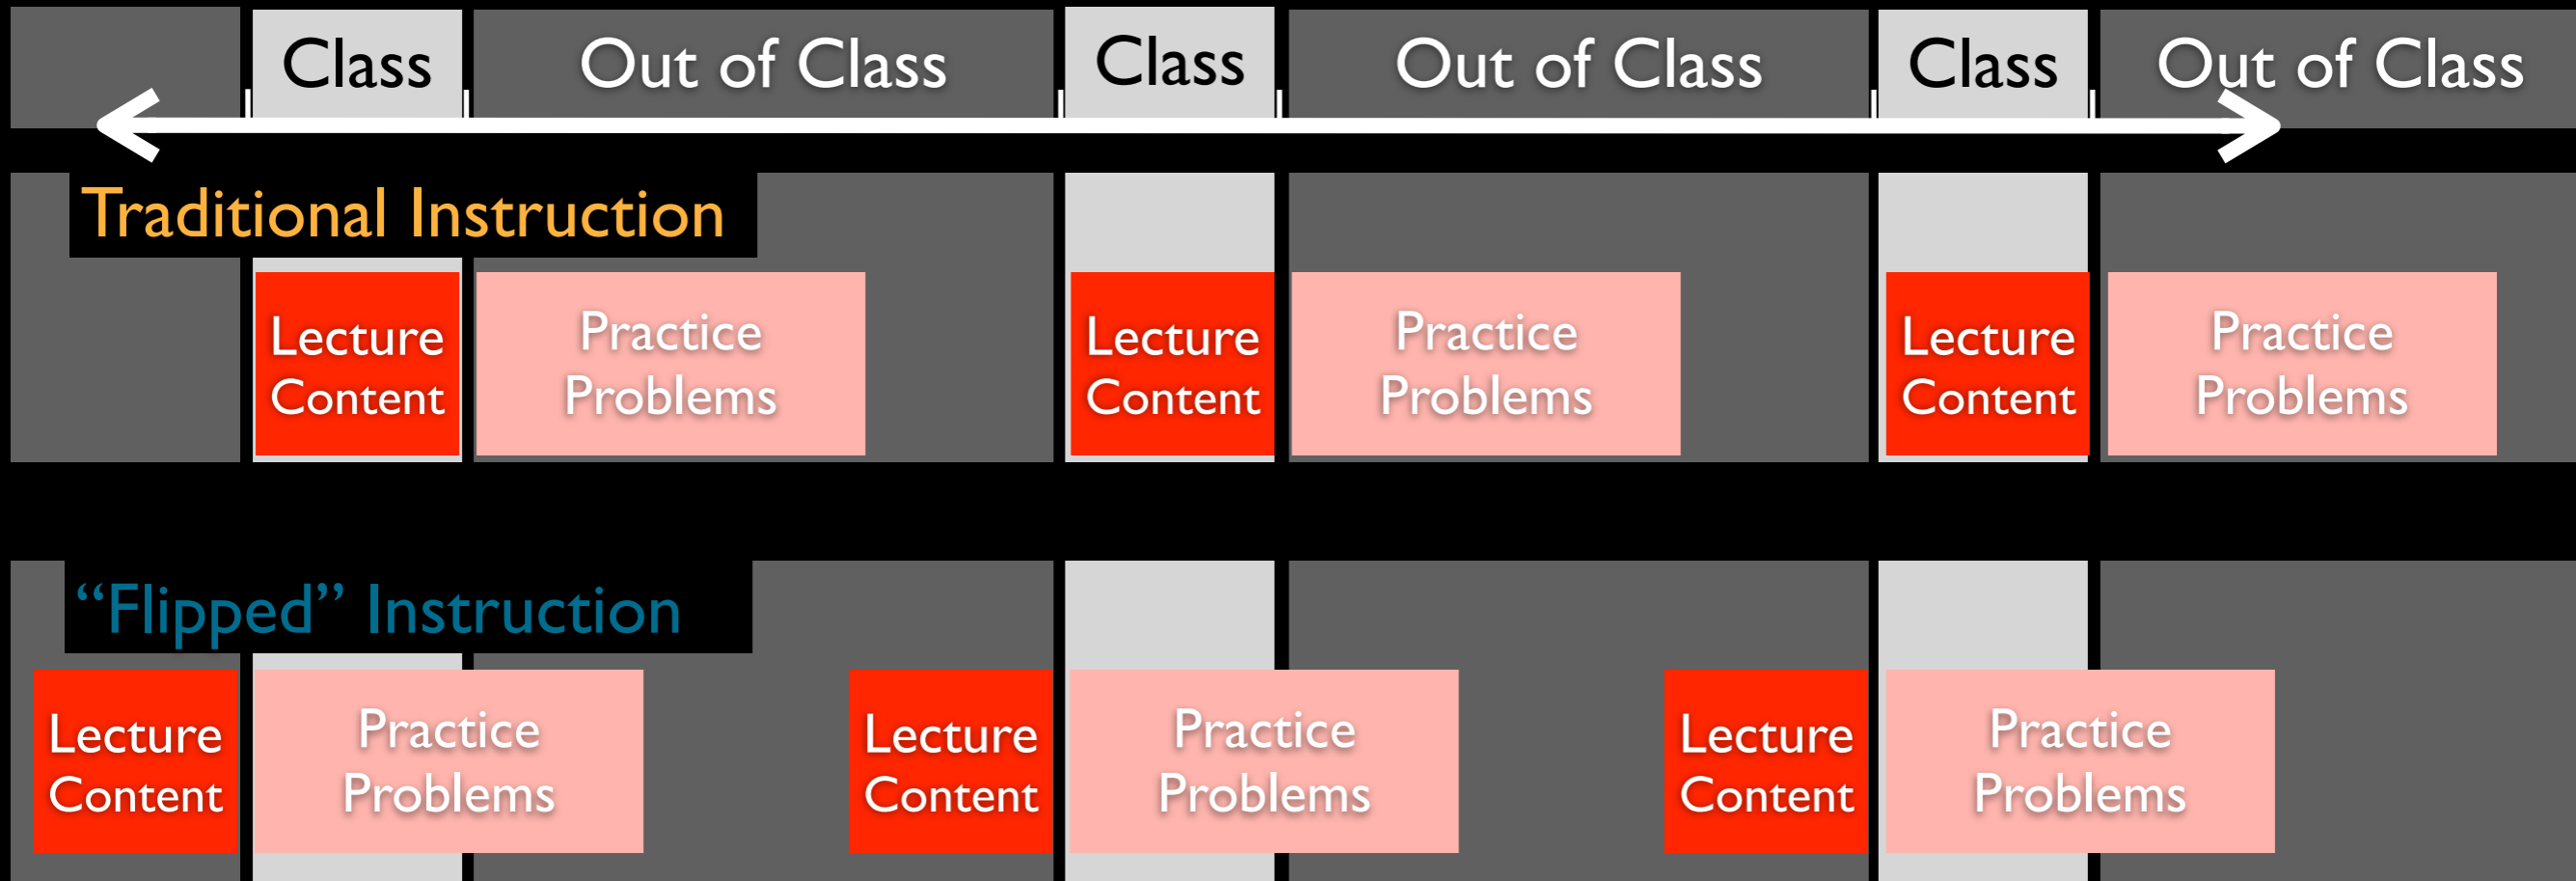 Class Out of Class Class Out of Class Class Out of Class
Traditional Instruction
Lecture Practice Lecture Practice Lecture Practice
Content Problems Content Problems Content Problems
“Flipped” Instruction
Lecture Practice Lecture Practice Lecture Practice
Content Problems Content Problems Content Problems